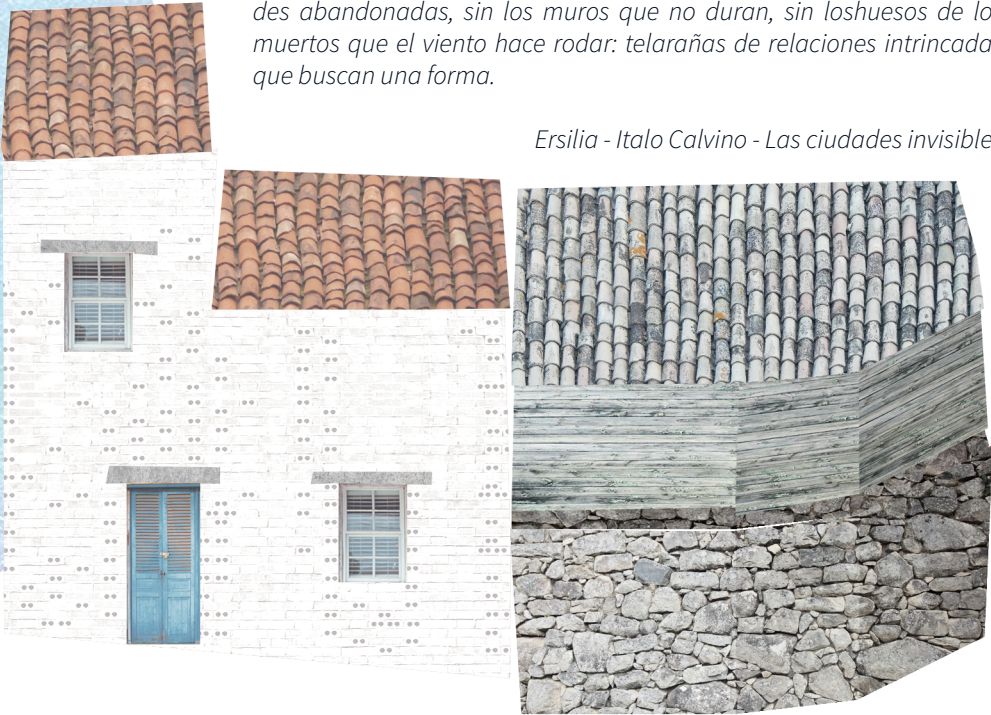 des abandonadas, sin los muros que no duran, sin loshuesos de lo
muertos que el viento hace rodar: telarañas de relaciones intrincada
que buscan una forma.
Ersilia - Italo Calvino - Las ciudades invisible